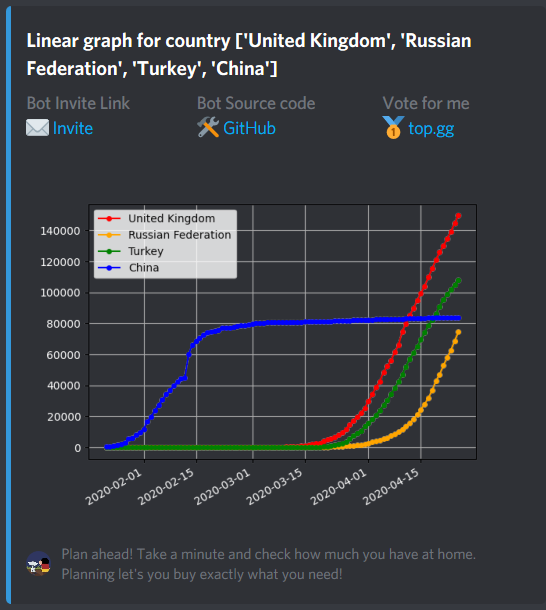 Linear graph for country ['United Kingdom', 'Russian
Federation', 'Turkey', 'China']
Bot Invite Link Bot Source code Vote for me
Invite GitHub top.gg
United Kingdom
Russian Federation
Turkey
China
140000
120000
100000
80000
60000
40000
20000
0
2020-02-01 2020-02-15 2020-03-01 2020-03-15 2020-04-01 2020-04-15
Plan ahead! Take a minute and check how much you have at home.
Planning let's you buy exactly what you need!